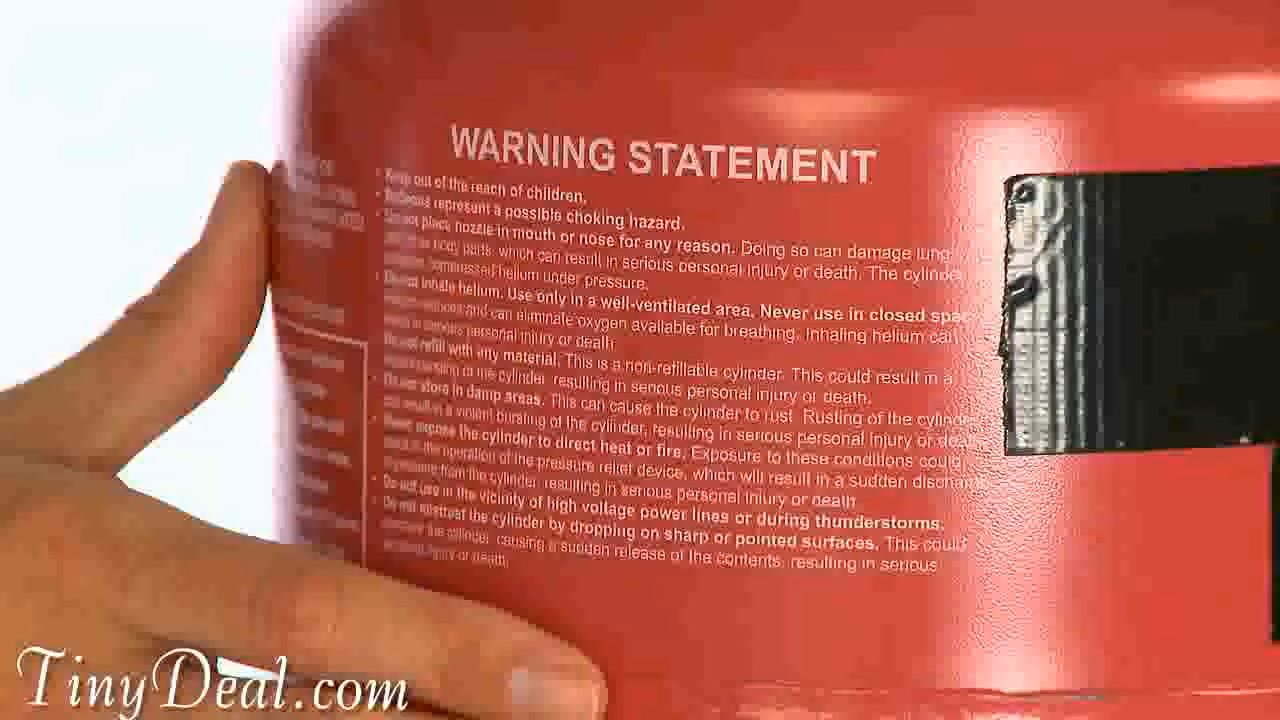 WARNING STATEMENT
• Keep out of the reach of children.
• Balloons represent a possible choking hazard.
• Do not place nozzle in mouth or nose for any reason. Doing so can damage lung
other body parts, which can result in serious personal injury or death. The cylinder
compressed helium under pressure.
• Do not inhale helium. Use only in a well-ventilated area. Never use in closed spac
and can eliminate oxygen available for breathing. Inhaling helium can
in serious personal injury or death.
• Do not refill with any material. This is a non-refillable cylinder. This could result in a
bursting of the cylinder, resulting in serious personal injury or death.
• Do not store in damp areas. This can cause the cylinder to rust. Rusting of the cylinder
result in a violent bursting of the cylinder, resulting in serious personal injury or death
• Never expose the cylinder to direct heat or fire. Exposure to these conditions could
in the operation of the pressure relief device, which will result in a sudden discharg
from the cylinder, resulting in serious personal injury or death
• Do not use in the vicinity of high voltage power lines or during thunderstorms.
• Do not mistreat the cylinder by dropping on sharp or pointed surfaces. This could
the cylinder, causing a sudden release of the contents, resulting in serious
injury or death.
TinyDeal.com